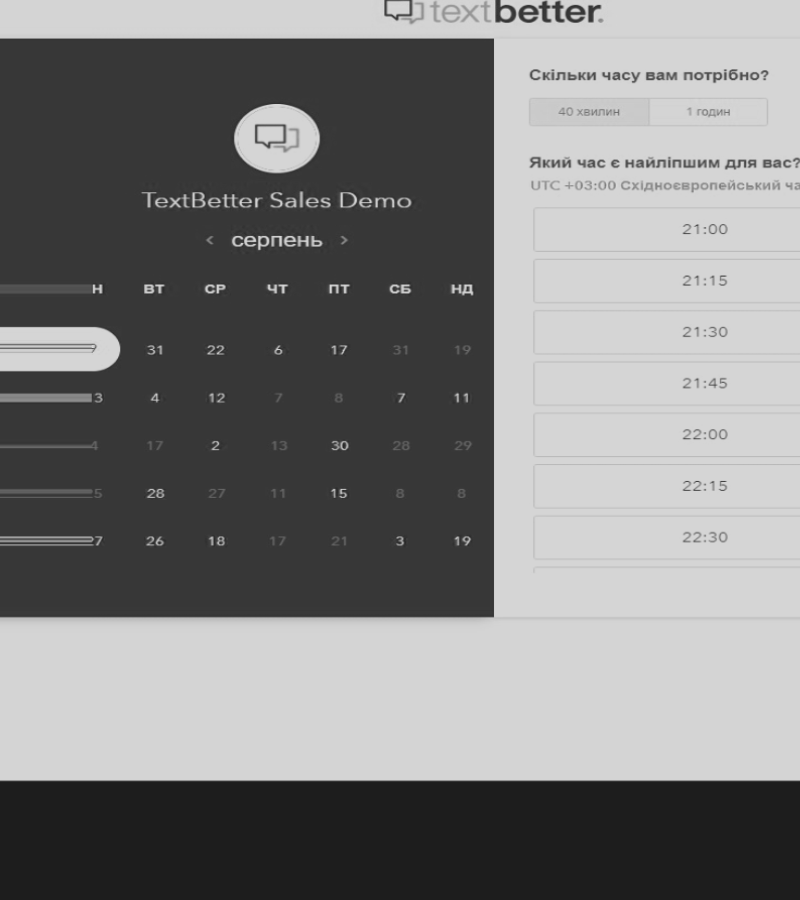 textbetter.
TextBetter Sales Demo
‹ серпень ›
Н ВТ СР ЧТ ПТ СБ НД
31 22 6 17 31 19
3 4 12 7 8 7 11
4 17 2 13 30 28 29
5 28 27 11 15 8 8
7 26 18 17 21 3 19
Скільки часу вам потрібно?
40 хвилин 1 годин
Який час є найліпшим для вас?
UTC +03:00 Східноєвропейський ча
21:00
21:15
21:30
21:45
22:00
22:15
22:30